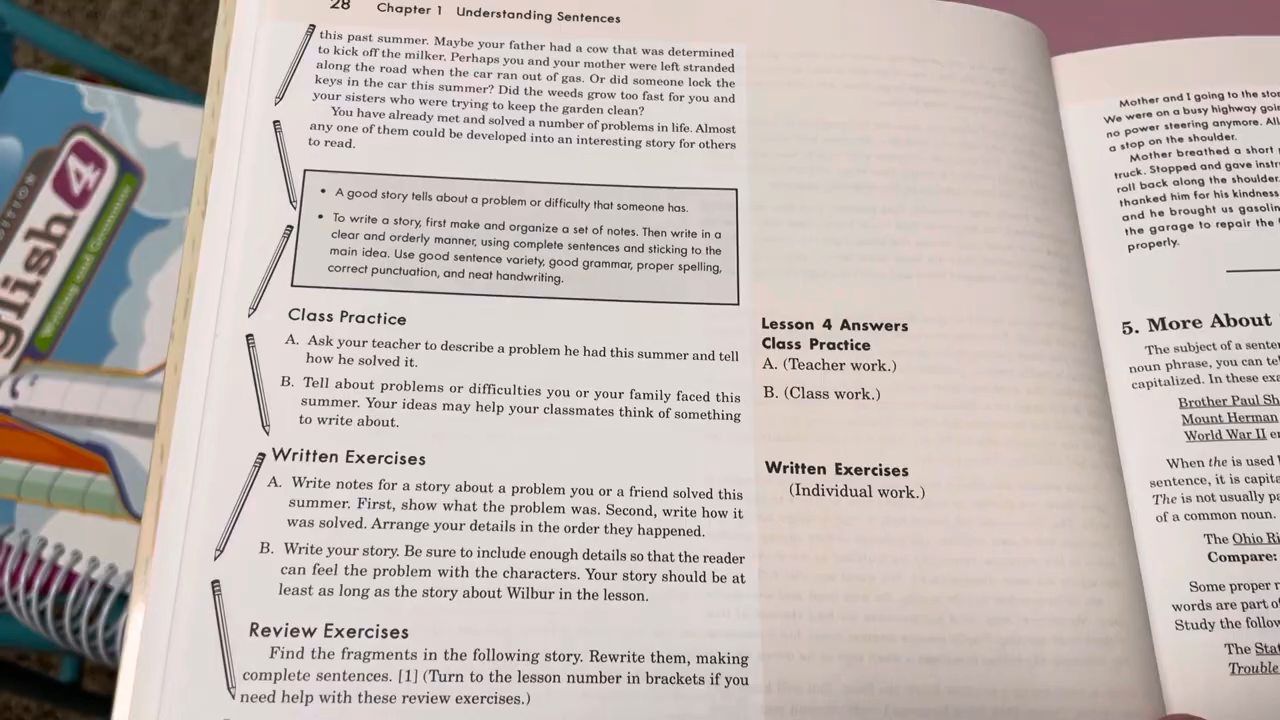 28 Chapter 1 Understanding Sentences
this past summer. Maybe your father had a cow that was determined
to kick off the milker. Perhaps you and your mother were left stranded
along the road when the car ran out of gas. Or did someone lock the
keys in the car this summer? Did the weeds grow too fast for you and
your sisters who were trying to keep the garden clean?
You have already met and solved a number of problems in life. Almost
any one of them could be developed into an interesting story for others
to read.
• A good story tells about a problem or difficulty that someone has.
• To write a story, first make and organize a set of notes. Then write in a
clear and orderly manner, using complete sentences and sticking to the
main idea. Use good sentence variety, good grammar, proper spelling,
correct punctuation, and neat handwriting.
Class Practice
A. Ask your teacher to describe a problem he had this summer and tell
how he solved it.
B. Tell about problems or difficulties you or your family faced this
summer. Your ideas may help your classmates think of something
to write about.
Written Exercises
A. Write notes for a story about a problem you or a friend solved this
summer. First, show what the problem was. Second, write how it
was solved. Arrange your details in the order they happened.
B. Write your story. Be sure to include enough details so that the reader
can feel the problem with the characters. Your story should be at
least as long as the story about Wilbur in the lesson.
Review Exercises
Find the fragments in the following story. Rewrite them, making
complete sentences. [1] (Turn to the lesson number in brackets if you
need help with these review exercises.)
Lesson 4 Answers
Class Practice
A. (Teacher work.)
B. (Class work.)
Written Exercises
(Individual work.)
Mother and I going to the
We were on a busy highway
no power steering anymore.
a stop on the shoulder.
Mother breathed a short
truck. Stopped and gave
roll back along the shoulder.
thanked him for his kindness
and he brought us
the garage to repair the
properly.
5. More About
The subject of a
noun phrase, you can
capitalized. In these
Brother Paul
Mount Herman
World War II
When the is used
sentence, it is
The is not usually
of a common noun.
The Ohio
Compare:
Some proper
words are part
Study the
The
Trouble
4
Writing and Grammar